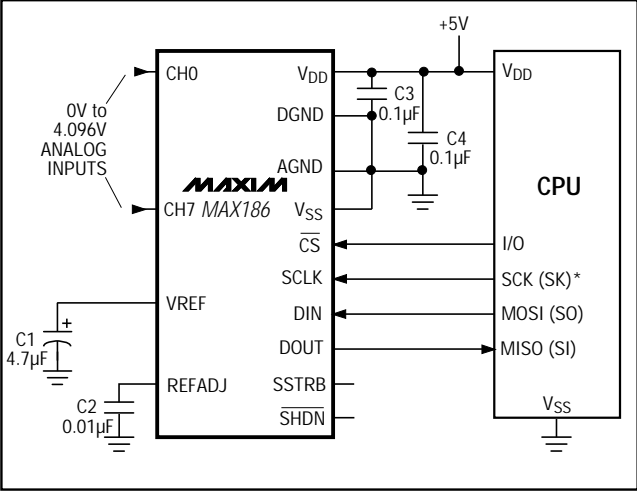 +5V
CH0
VDD
VDD
C3
0.1µF
DGND
0V to
4.096V
ANALOG
INPUTS
C4
0.1µF
AGND
MAXIM
CPU
CH7 MAX186
VSS
CS
I/O
SCLK
SCK (SK)*
VREF
DIN
MOSI (SO)
C1
4.7µF
+
DOUT
MISO (SI)
REFADJ
SSTRB
C2
0.01µF
SHDN
VSS